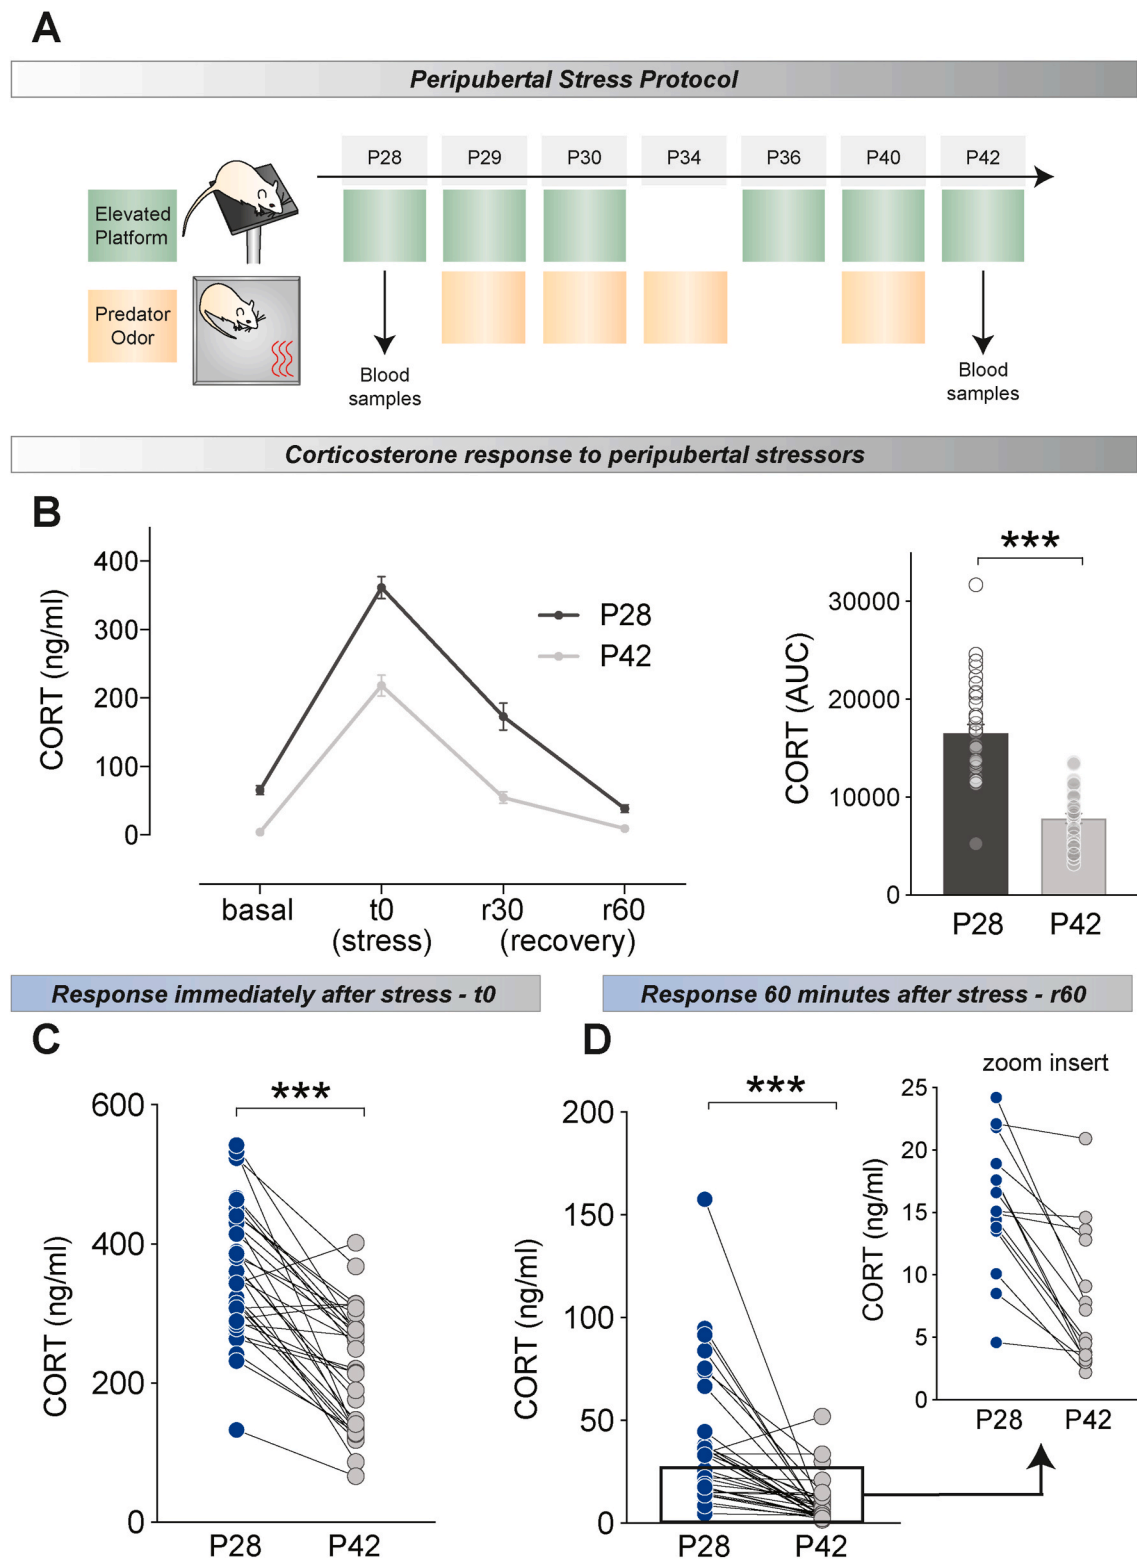 A
Peripubertal Stress Protocol
P28 P29 P30 P34 P36 P40 P42
Elevated
Platform
Predator
Odor
Blood
samples
Blood
samples
Corticosterone response to peripubertal stressors
B
CORT (ng/ml)
400
300
200
100
0
P28
P42
basal t0 r30 r60
(stress) (recovery)
***
CORT (AUC)
30000
20000
10000
0
P28 P42
Response immediately after stress - t0
C
***
CORT (ng/ml)
600
400
200
0
P28 P42
Response 60 minutes after stress - r60
D
***
CORT (ng/ml)
200
150
100
50
0
P28 P42
zoom insert
CORT (ng/ml)
25
20
15
10
5
0
P28 P42